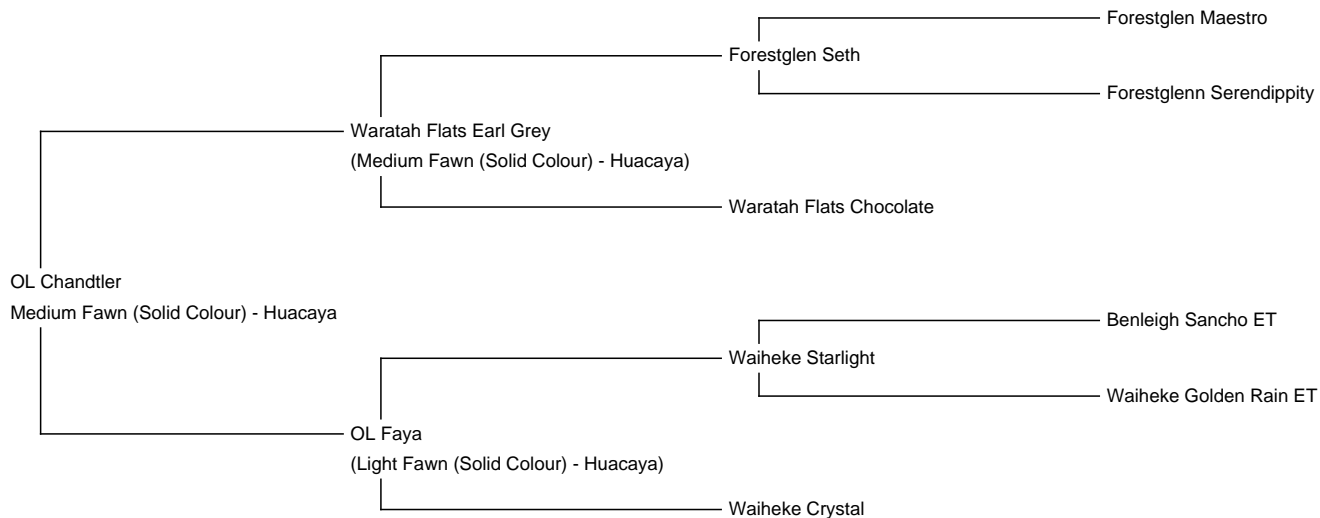 Forestglen Maestro
Forestglen Seth
Forestglenn Serendippity
Waratah Flats Earl Grey
(Medium Fawn (Solid Colour) - Huacaya)
Waratah Flats Chocolate
OL Chandtler
Medium Fawn (Solid Colour) - Huacaya
Benleigh Sancho ET
Waiheke Starlight
Waiheke Golden Rain ET
OL Faya
(Light Fawn (Solid Colour) - Huacaya)
Waiheke Crystal